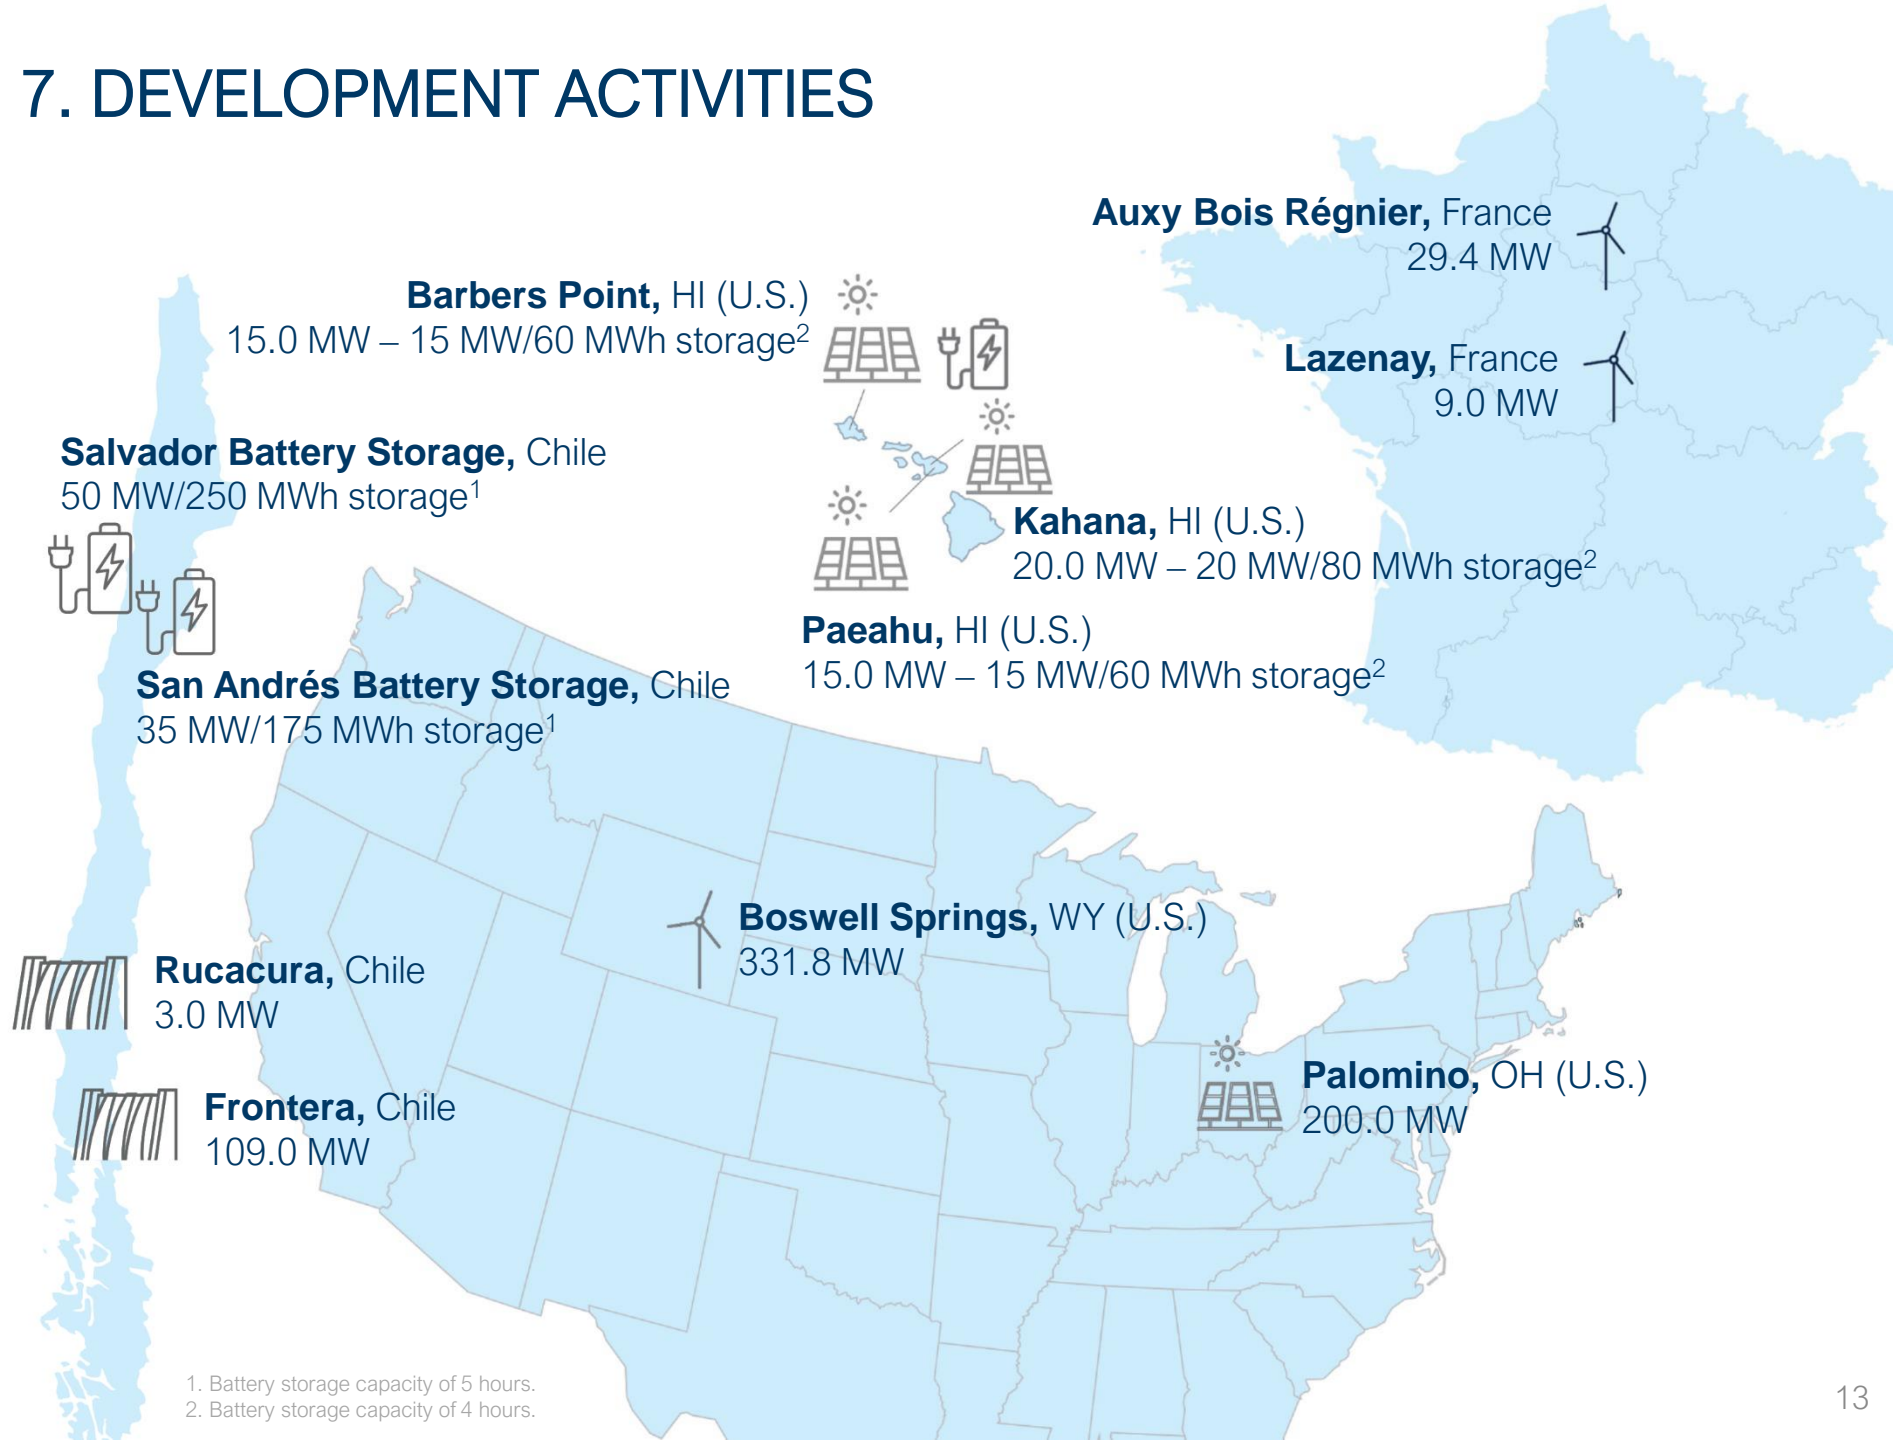 7. DEVELOPMENT ACTIVITIES
Auxy Bois Régnier, France
29.4 MW
Barbers Point, HI (U.S.)
15.0 MW – 15 MW/60 MWh storage²
Lazenay, France
9.0 MW
Salvador Battery Storage, Chile
50 MW/250 MWh storage¹
Kahana, HI (U.S.)
20.0 MW – 20 MW/80 MWh storage²
Paeahu, HI (U.S.)
15.0 MW – 15 MW/60 MWh storage²
San Andrés Battery Storage, Chile
35 MW/175 MWh storage¹
Boswell Springs, WY (U.S.)
331.8 MW
Rucacura, Chile
3.0 MW
Palomino, OH (U.S.)
200.0 MW
Frontera, Chile
109.0 MW
1. Battery storage capacity of 5 hours.
2. Battery storage capacity of 4 hours.
13